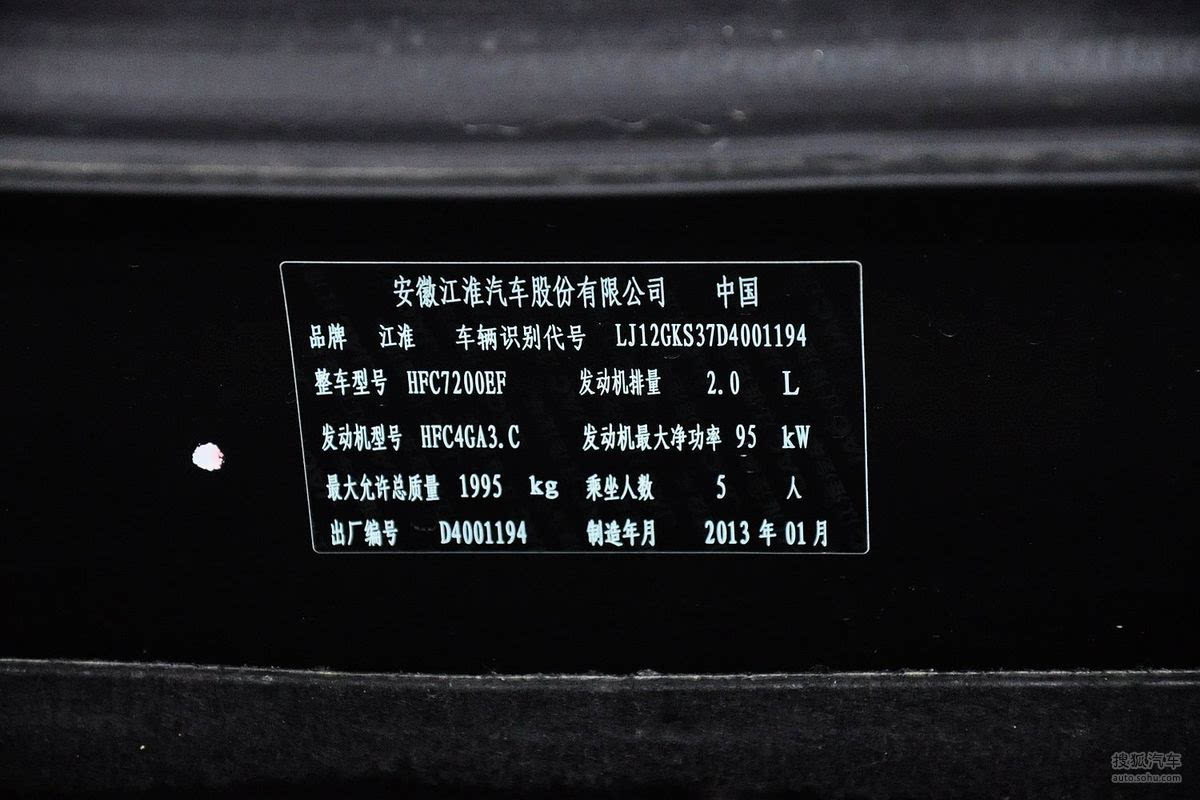 安徽江淮汽车股份有限公司 中国
品牌 江淮 车辆识别代号 LJ12GKS37D4001194
整车型号 HFC7200EF 发动机排量 2.0 L
发动机型号 HFC4GA3.C 发动机最大净功率 95 kW
最大允许总质量 1995 kg 乘坐人数 5 人
出厂编号 D4001194 制造年月 2013 年 01 月
搜狐汽车
auto.sohu.com